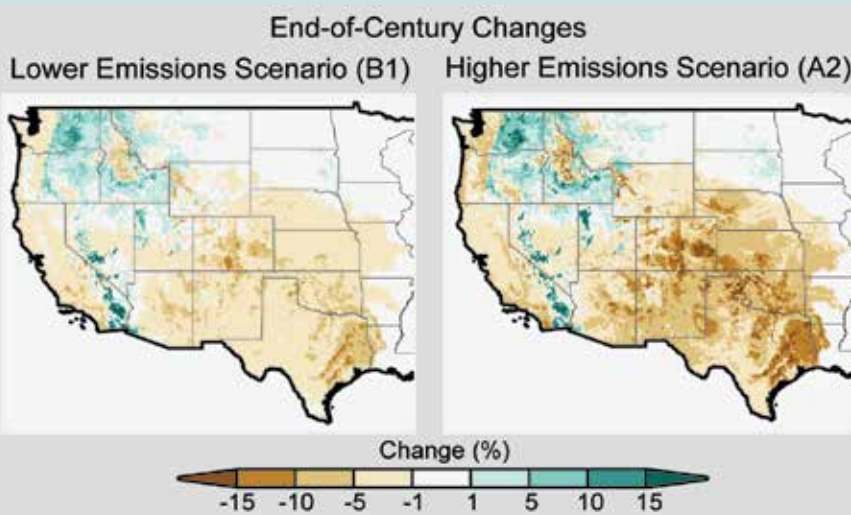 End-of-Century Changes
Lower Emissions Scenario (B1)
Higher Emissions Scenario (A2)
Change (%)
-15 -10 -5 -1 1 5 10 15